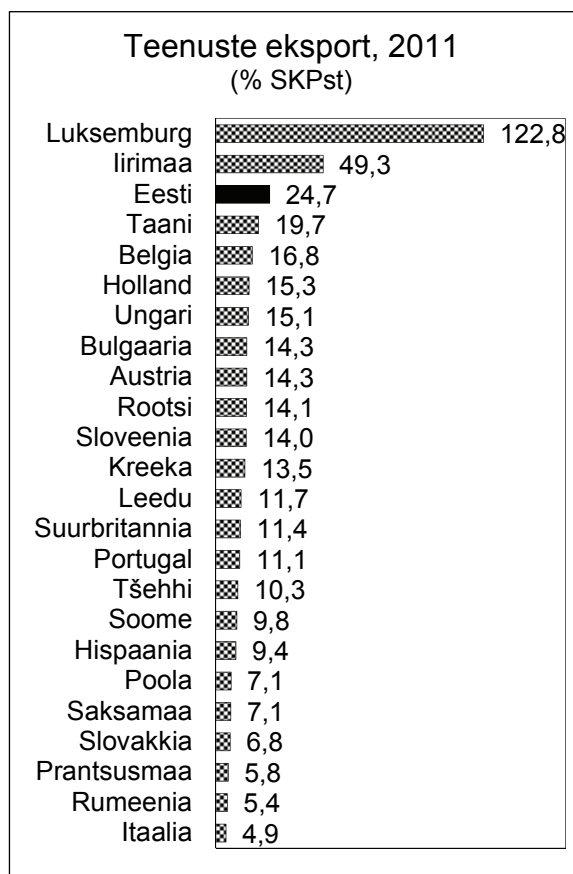 Teenuste eksport, 2011
(% SKPst)
Luksemburg 122,8
Iirimaa 49,3
Eesti 24,7
Taani 19,7
Belgia 16,8
Holland 15,3
Ungari 15,1
Bulgaaria 14,3
Austria 14,3
Rootsi 14,1
Sloveenia 14,0
Kreeka 13,5
Leedu 11,7
Suurbritannia 11,4
Portugal 11,1
Tšehhi 10,3
Soome 9,8
Hispaania 9,4
Poola 7,1
Saksamaa 7,1
Slovakkia 6,8
Prantsusmaa 5,8
Rumeenia 5,4
Itaalia 4,9